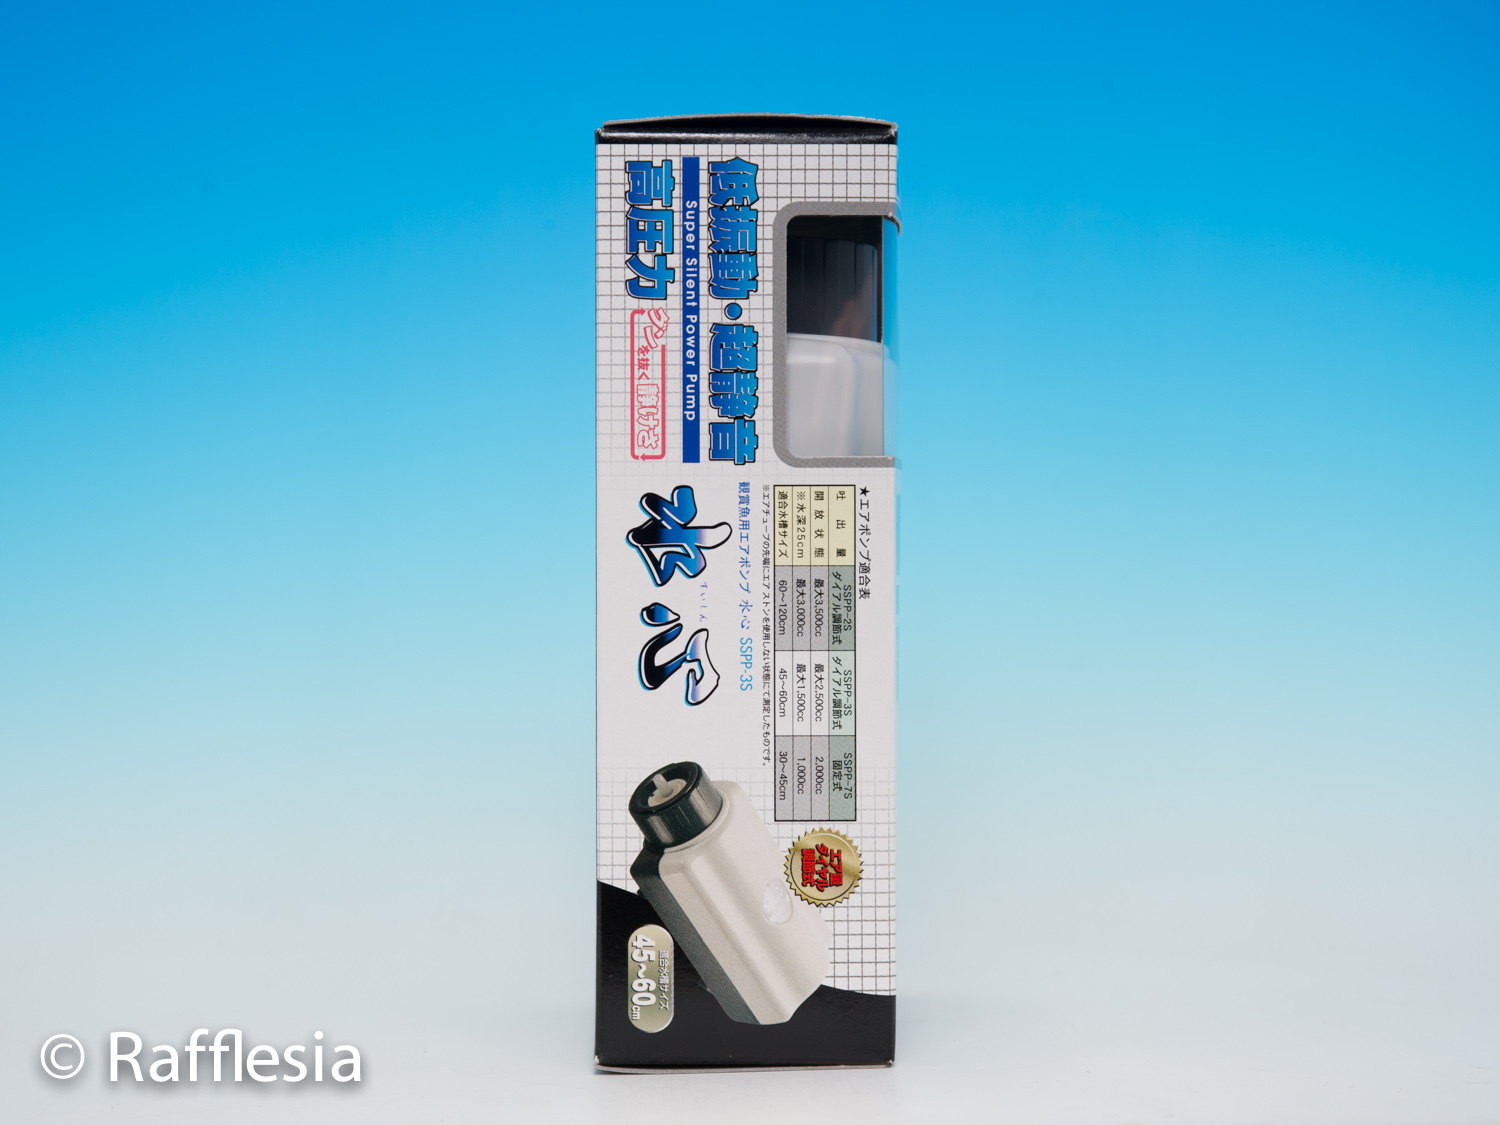 低振動・超静音
Super Silent Power Pump
高圧力
グンを抜く静けさ
★エアポンプ適合表
吐出量 SSPP-2S ダイアル調節式 SSPP-3S ダイアル調節式 SSPP-7S 固定式
開放状態 最大3,500cc 最大2,500cc 2,000cc
※水深25cm 最大3,000cc 最大1,500cc 1,000cc
適合水槽サイズ 60～120cm 45～60cm 30～45cm
※エアチューブの先端にエアストンを使用しない状態にて測定したものです。
観賞魚用エアポンプ 水心 SSPP-3S
すいしん
水心
エア量
ダイヤル
調節式
適合水槽サイズ
45～60cm
© Rafflesia